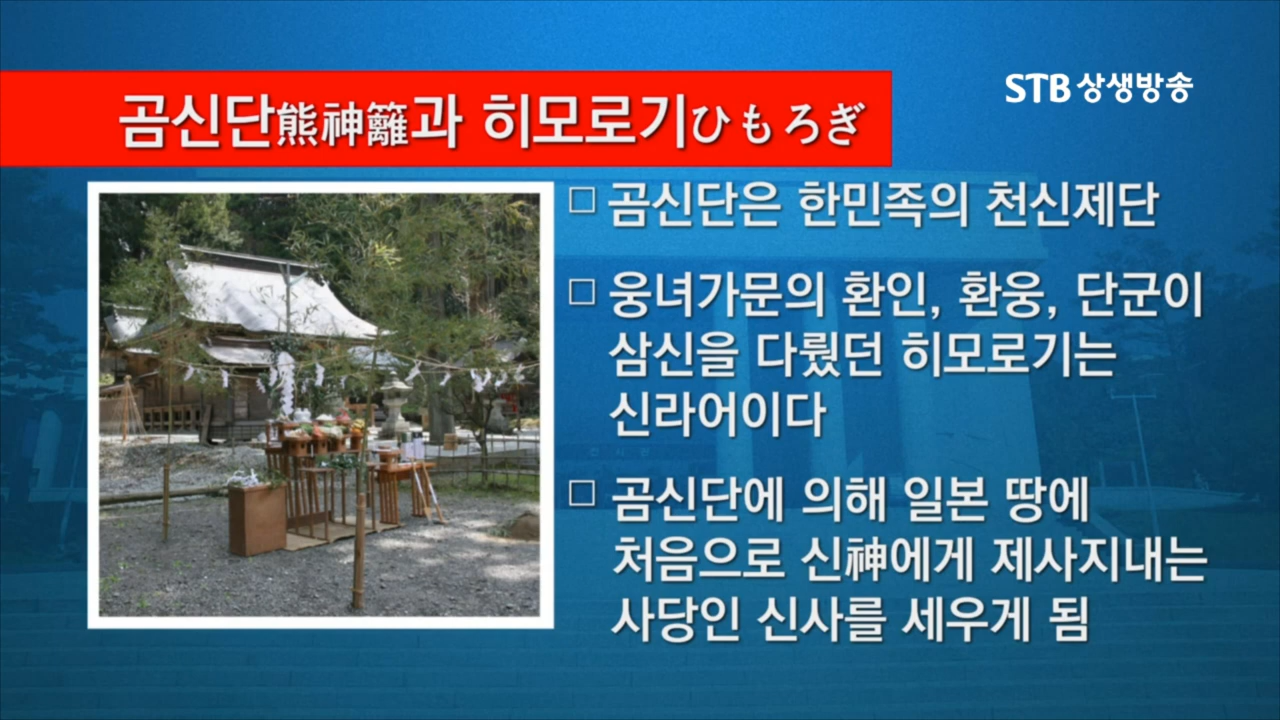 STB 상생방송
곰신단熊神籬과 히모로기ひもろぎ
□ 곰신단은 한민족의 천신제단
□ 웅녀가문의 환인, 환웅, 단군이
삼신을 다뤘던 히모로기는
신라어이다
□ 곰신단에 의해 일본 땅에
처음으로 신神에게 제사지내는
사당인 신사를 세우게 됨